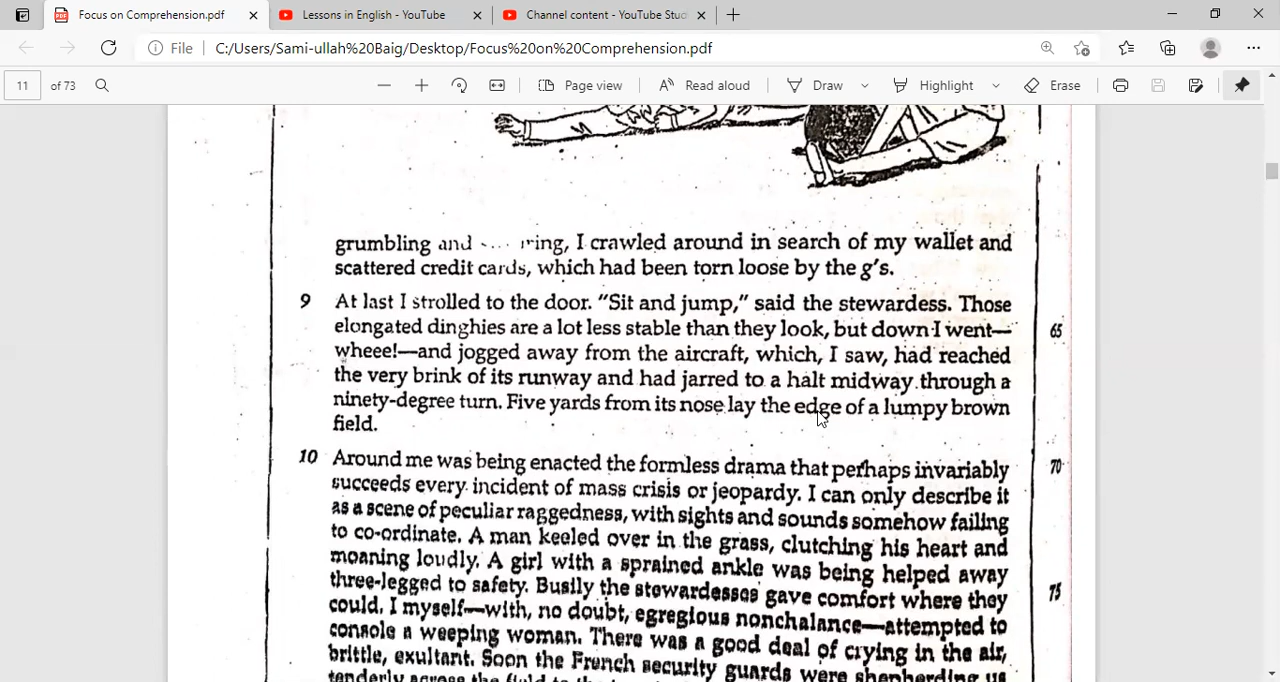 Focus on Comprehension.pdf
Lessons in English - YouTube
Channel content - YouTube Stud
File
C:/Users/Sami-ullah%20Baig/Desktop/Focus%20on%20Comprehension.pdf
11 of 73
Page view
Read aloud
Draw
Highlight
Erase
grumbling and I crawled around in search of my wallet and
scattered credit cards, which had been torn loose by the g's.
9 At last I strolled to the door. "Sit and jump," said the stewardess. Those
elongated dinghies are a lot less stable than they look, but down I went— 65
wheee!—and jogged away from the aircraft, which, I saw, had reached
the very brink of its runway and had jarred to a halt midway through a
ninety-degree turn. Five yards from its nose lay the edge of a lumpy brown
field.
10 Around me was being enacted the formless drama that perhaps invariably 70
succeeds every incident of mass crisis or jeopardy. I can only describe it
as a scene of peculiar raggedness, with sights and sounds somehow failing
to co-ordinate. A man keeled over in the grass, clutching his heart and
moaning loudly. A girl with a sprained ankle was being helped away
three-legged to safety. Busily the stewardesses gave comfort where they 75
could. I myself—with, no doubt, egregious nonchalance—attempted to
console a weeping woman. There was a good deal of crying in the air,
brittle, exultant. Soon the French security guards were shepherding us
tenderly across the field to the